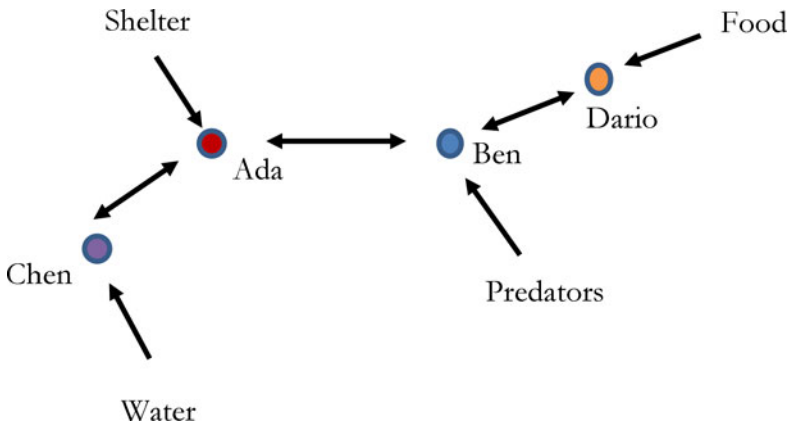 Shelter
Food
Dario
Ben
Ada
Chen
Predators
Water